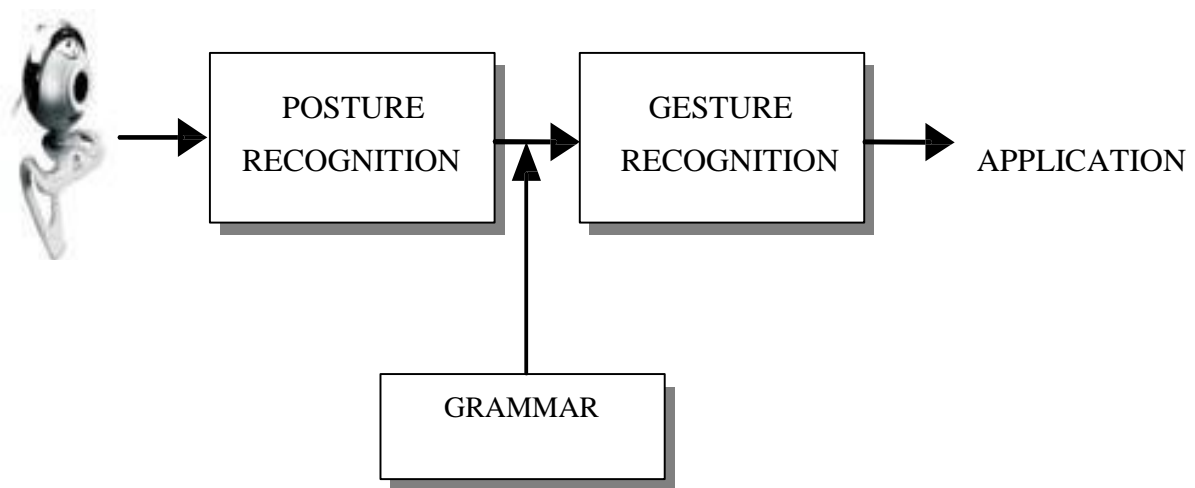 POSTURE
RECOGNITION
GESTURE
RECOGNITION
APPLICATION
GRAMMAR